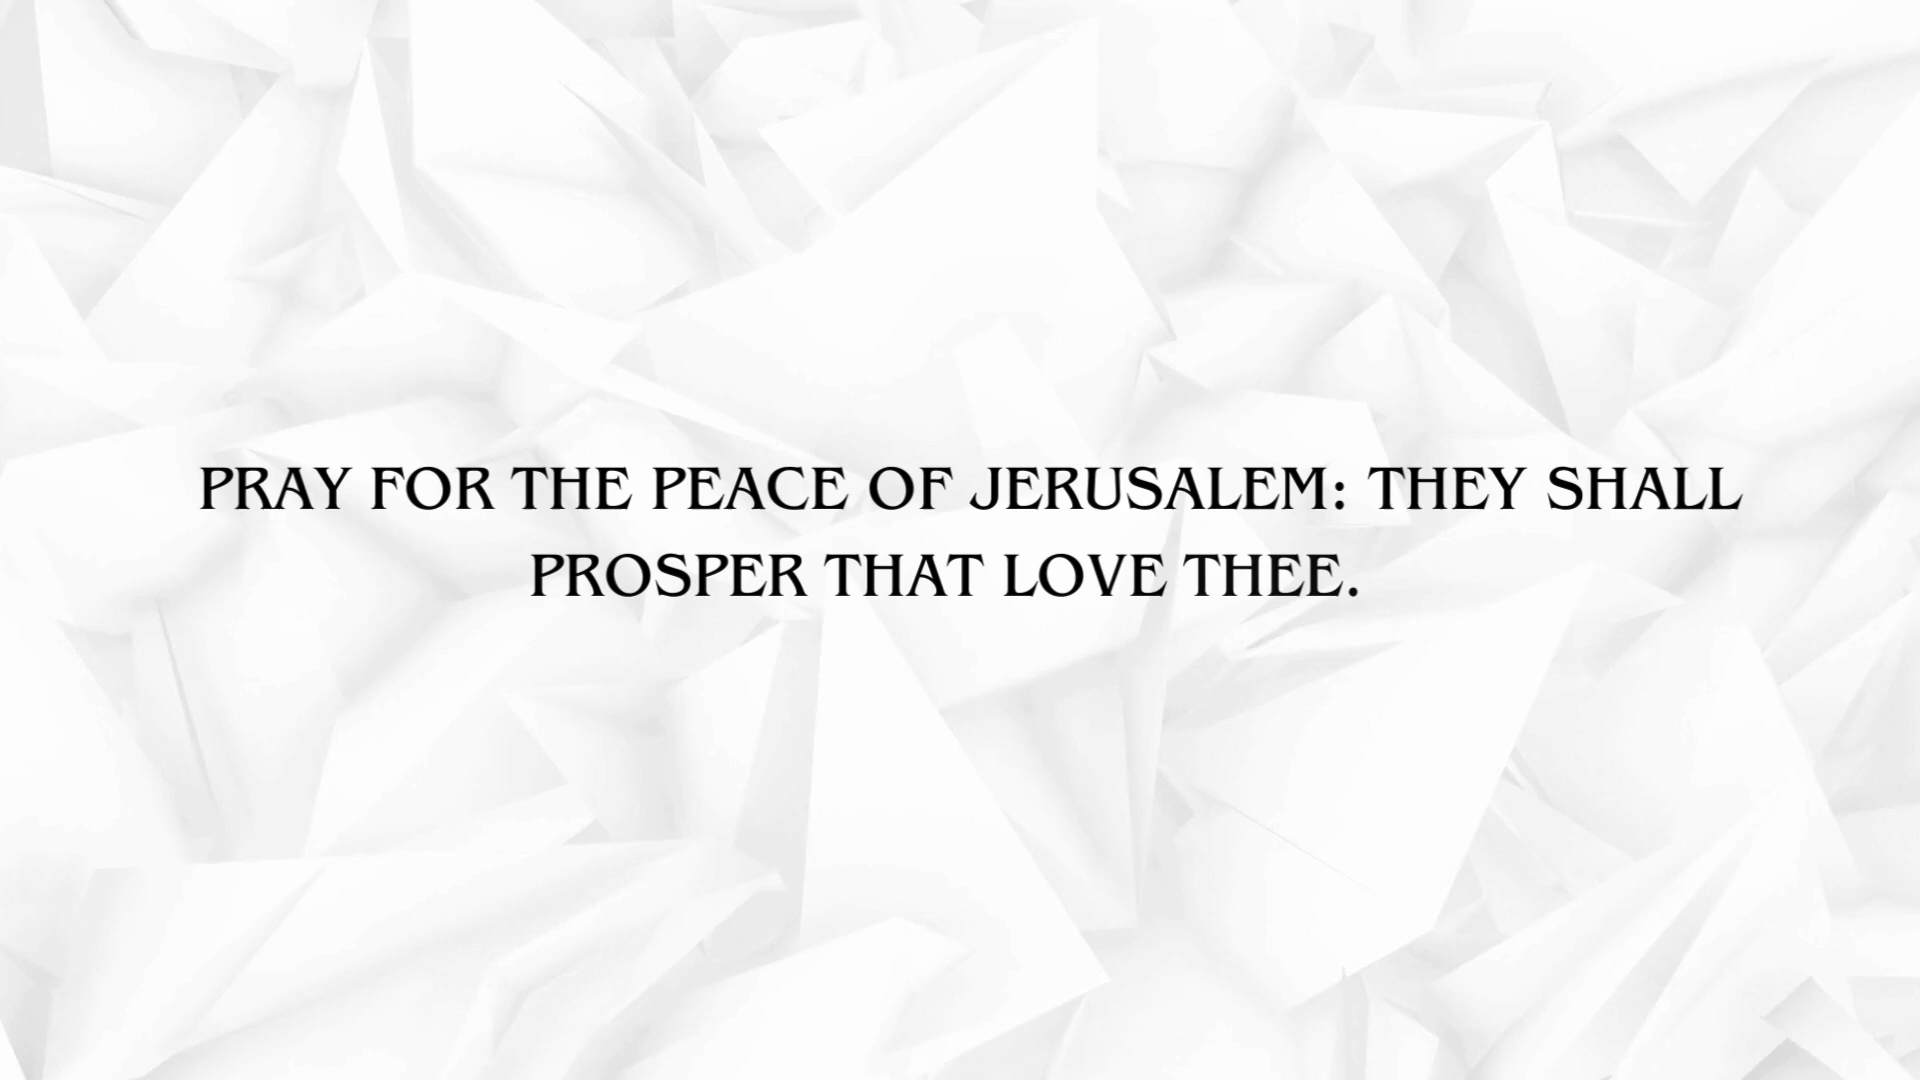 PRAY FOR THE PEACE OF JERUSALEM: THEY SHALL
PROSPER THAT LOVE THEE.